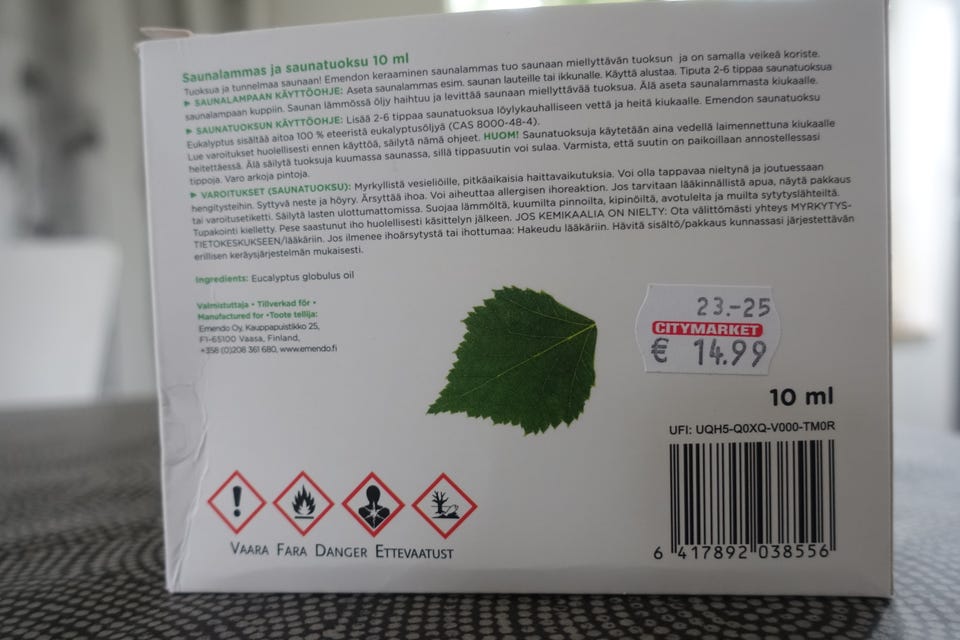 Saunalammas ja saunatuoksu 10 ml
Tuoksua ja tunnelmaa saunaan! Emendon keraaminen saunalammas tuo saunaan miellyttävän tuoksun ja on samalla veikeä koriste.
► SAUNALAMPAAN KÄYTTÖOHJE: Aseta saunalammas esim. saunan lauteille tai ikkunalle. Käytä alustaa. Tiputa 2-6 tippaa saunatuoksua
saunalampaan kuppiin. Saunan lämmössä öljy haihtuu ja levittää saunaan miellyttävää tuoksua. Älä aseta saunalammasta kiukaalle.
► SAUNATUOKSUN KÄYTTÖOHJE: Lisää 2-6 tippaa saunatuoksua löylykauhalliseen vettä ja heitä kiukaalle. Emendon saunatuoksu
Eukalyptus sisältää aitoa 100 % eteeristä eukalyptusöljyä (CAS 8000-48-4).
Lue varoitukset huolellisesti ennen käyttöä, säilytä nämä ohjeet. HUOM! Saunatuoksuja käytetään aina vedellä laimennettuna kiukaalle
heitettäessä. Älä säilytä tuoksuja kuumassa saunassa, sillä tippasuutin voi sulaa. Varmista, että suutin on paikoillaan annostellessasi
tippoja. Varo arkoja pintoja.
► VAROITUKSET (SAUNATUOKSU): Myrkyllistä vesieliöille, pitkäaikaisia haittavaikutuksia. Voi olla tappavaa nieltynä ja joutuessaan
hengitysteihin. Syttyvä neste ja höyry. Ärsyttää ihoa. Voi aiheuttaa allergisen ihoreaktion. Jos tarvitaan lääkinnällistä apua, näytä pakkaus
tai varoitusetiketti. Säilytä lasten ulottumattomissa. Suojaa lämmöltä, kuumilta pinnoilta, kipinöiltä, avotulelta ja muilta sytytyslähteiltä.
Tupakointi kielletty. Pese saastunut iho huolellisesti käsittelyn jälkeen. JOS KEMIKAALIA ON NIELTY: Ota välittömästi yhteys MYRKYTYS-
TIETOKESKUKSEEN/lääkäriin. Jos ilmenee ihoärsytystä tai ihottumaa: Hakeudu lääkäriin. Hävitä sisältö/pakkaus kunnassasi järjestettävän
erillisen keräysjärjestelmän mukaisesti.
Ingredients: Eucalyptus globulus oil
Valmistuttaja • Tillverkad för •
Manufactured for •Toote tellija:
Emendo Oy, Kauppapuistikko 25,
FI-65100 Vaasa, Finland,
+358 (0)208 361 680, www.emendo.fi
23.-25
CITYMARKET
€ 14.99
10 ml
UFI: UQH5-Q0XQ-V000-TM0R
6 417892 038556
VAARA FARA DANGER ETTEVAATUST